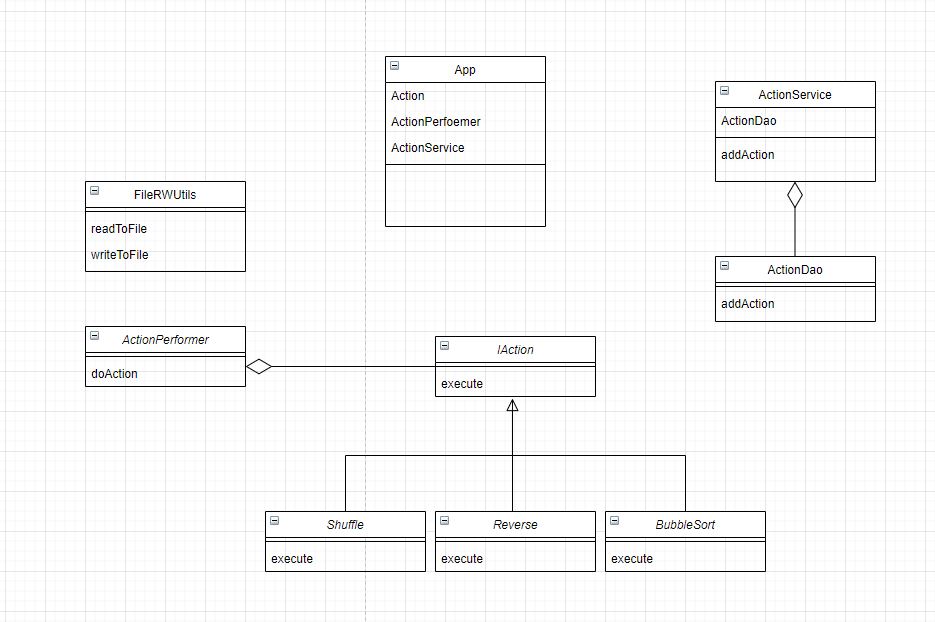 App
Action
ActionPerfoemer
ActionService
ActionService
ActionDao
addAction
FileRWUtils
readToFile
writeToFile
ActionDao
addAction
ActionPerformer
doAction
IAction
execute
Shuffle
execute
Reverse
execute
BubbleSort
execute